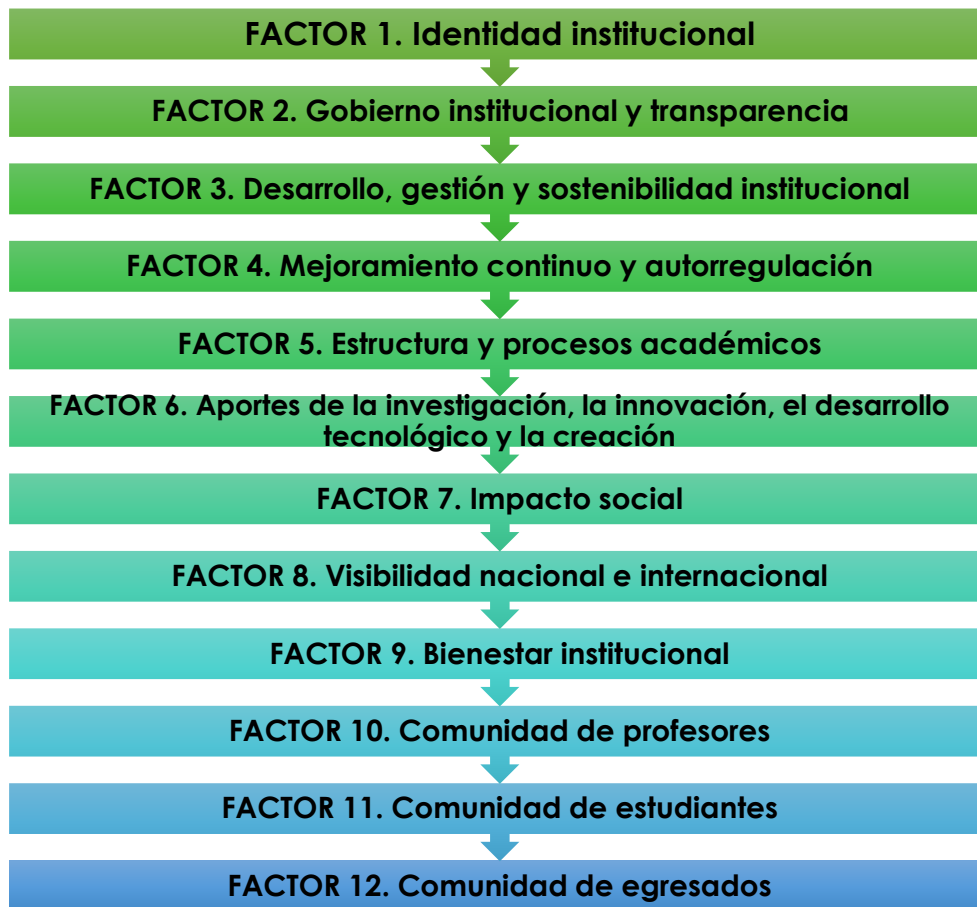 FACTOR 1. Identidad institucional
FACTOR 2. Gobierno institucional y transparencia
FACTOR 3. Desarrollo, gestión y sostenibilidad institucional
FACTOR 4. Mejoramiento continuo y autorregulación
FACTOR 5. Estructura y procesos académicos
FACTOR 6. Aportes de la investigación, la innovación, el desarrollo
tecnológico y la creación
FACTOR 7. Impacto social
FACTOR 8. Visibilidad nacional e internacional
FACTOR 9. Bienestar institucional
FACTOR 10. Comunidad de profesores
FACTOR 11. Comunidad de estudiantes
FACTOR 12. Comunidad de egresados